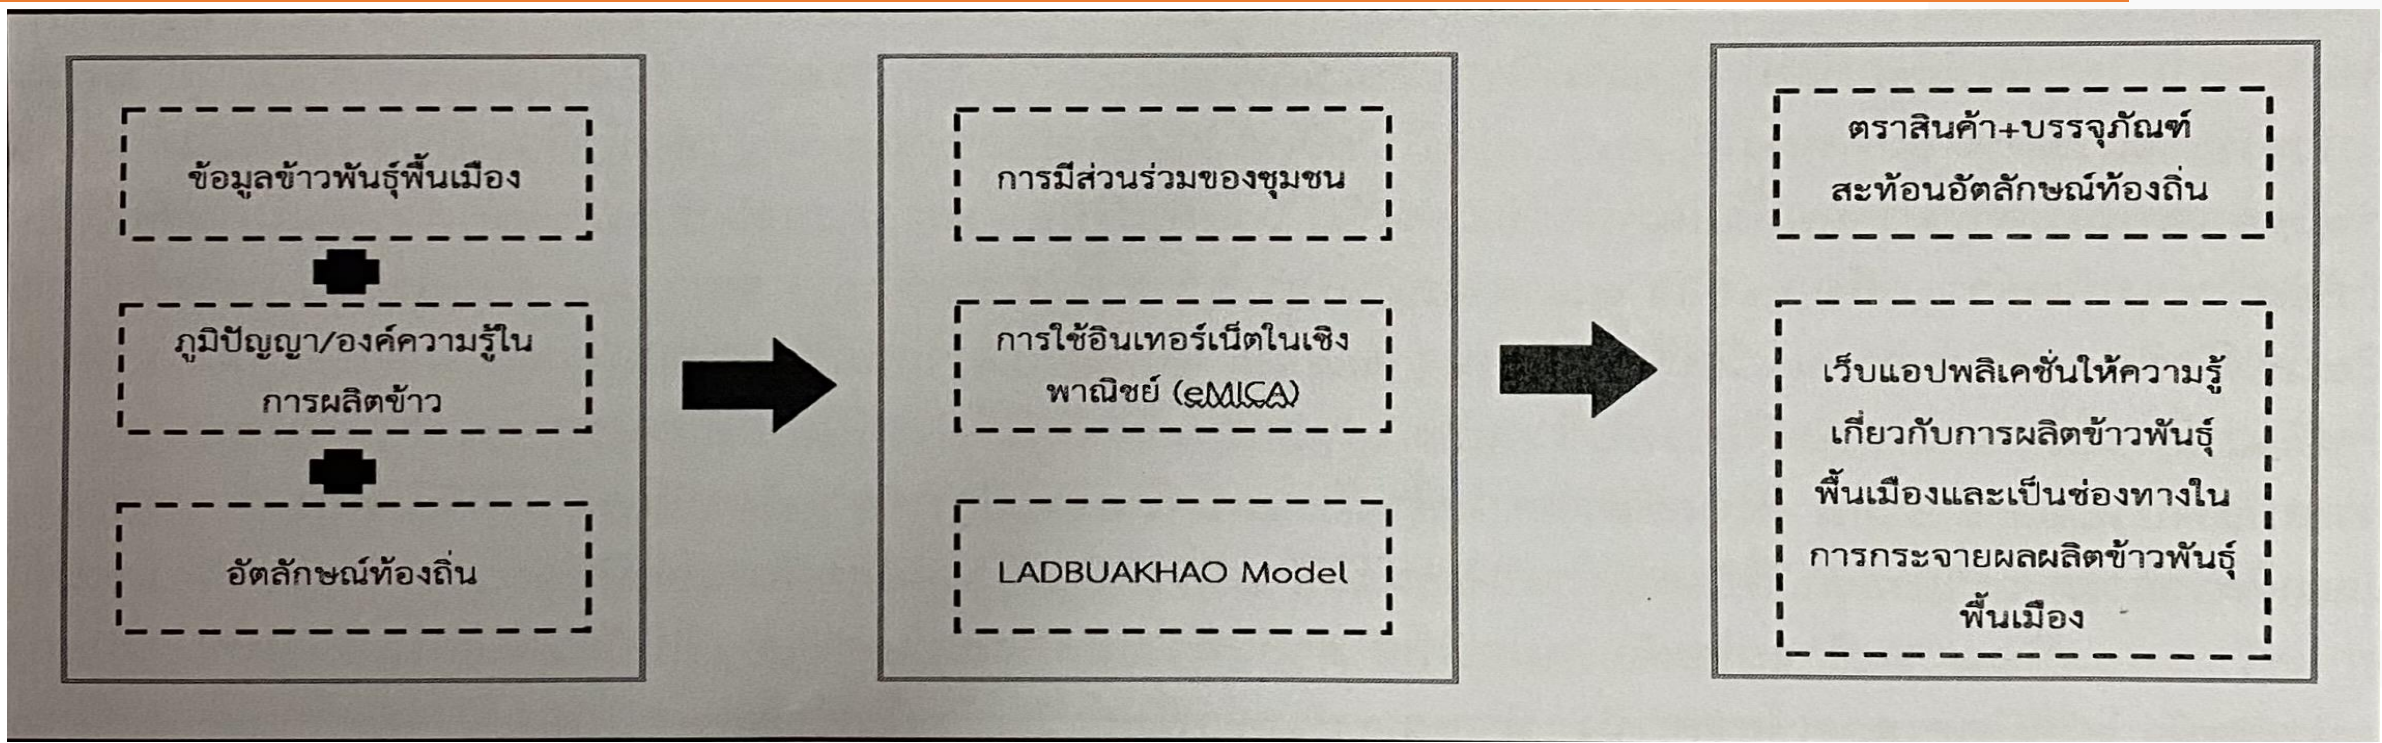 ข้อมูลข้าวพันธุ์พื้นเมือง
ภูมิปัญญา/องค์ความรู้ใน
การผลิตข้าว
อัตลักษณ์ท้องถิ่น
การมีส่วนร่วมของชุมชน
การใช้อินเทอร์เน็ตในเชิง
พาณิชย์ (eMICA)
LADBUAKHAO Model
ตราสินค้า+บรรจุภัณฑ์
สะท้อนอัตลักษณ์ท้องถิ่น
เว็บแอปพลิเคชั่นให้ความรู้
เกี่ยวกับการผลิตข้าวพันธุ์
พื้นเมืองและเป็นช่องทางใน
การกระจายผลผลิตข้าวพันธุ์
พื้นเมือง